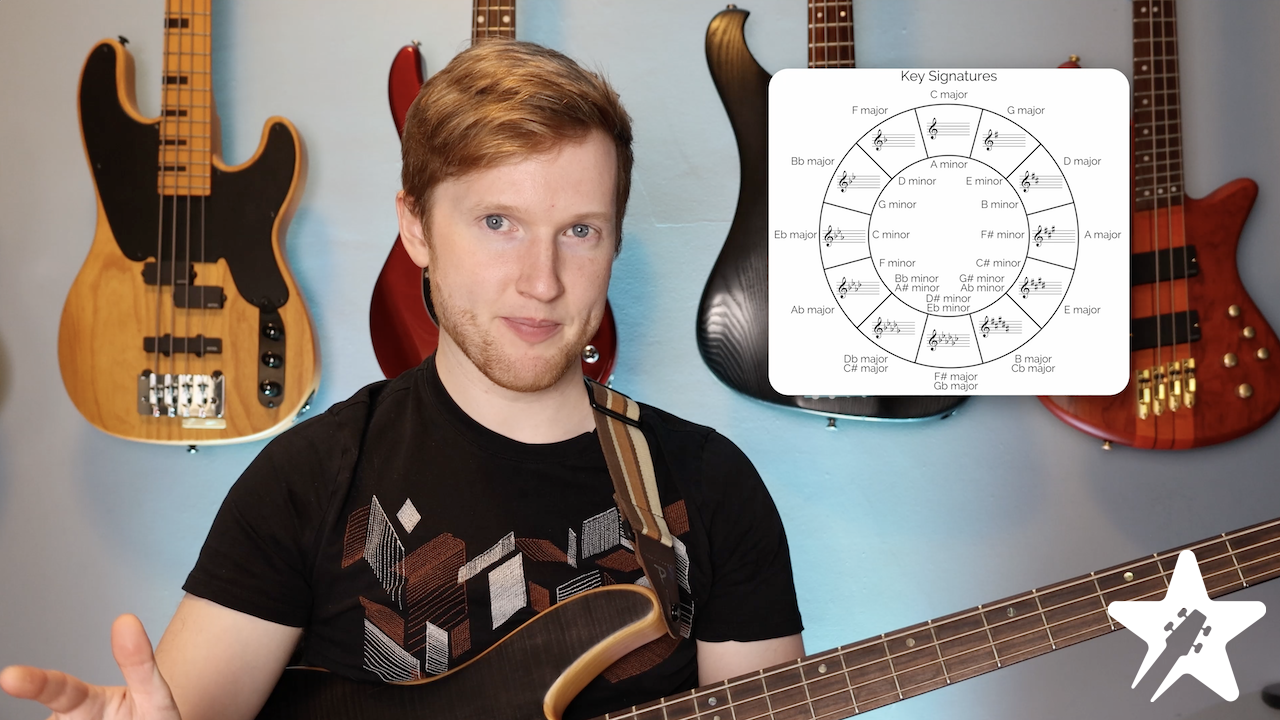 Key Signatures
C major
F major
G major
Bb major
D major
A minor
D minor
E minor
G minor
B minor
Eb major
C minor
F# minor
A major
F minor
C# minor
Bb minor
A# minor
G# minor
Ab minor
D# minor
Eb minor
Ab major
E major
Db major
C# major
B major
Cb major
F# major
Gb major